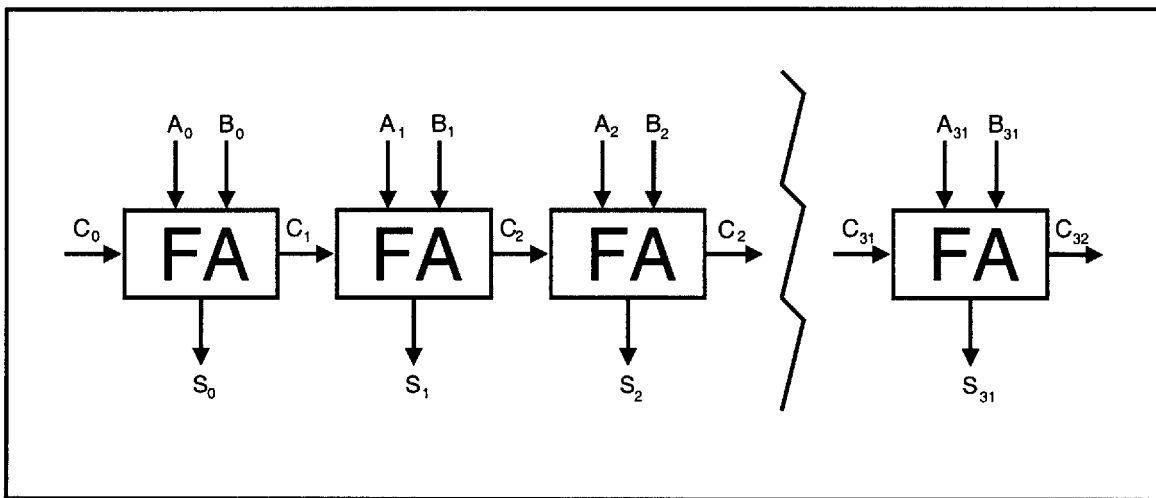 A₀ B₀ A₁ B₁ A₂ B₂ A₃₁ B₃₁
C₀ FA C₁ FA C₂ FA C₂ C₃₁ FA C₃₂
S₀ S₁ S₂ S₃₁